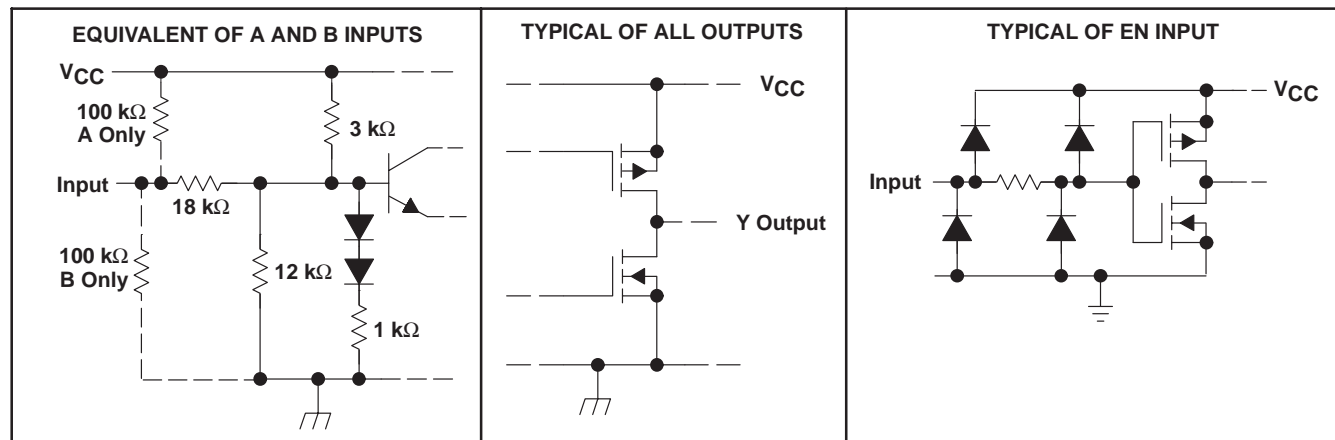 EQUIVALENT OF A AND B INPUTS
VCC
100 kΩ
A Only
3 kΩ
Input
18 kΩ
100 kΩ
B Only
12 kΩ
1 kΩ
TYPICAL OF ALL OUTPUTS
VCC
Y Output
TYPICAL OF EN INPUT
VCC
Input